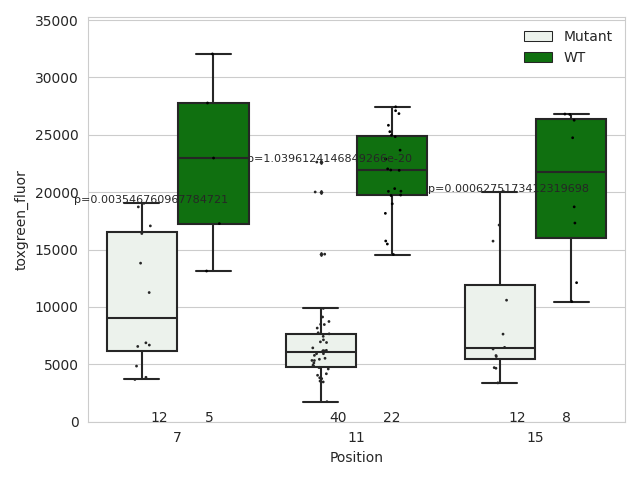 35000
30000
25000
20000
15000
10000
5000
0
toxgreen_fluor
Mutant
WT
p=0.003546760967784721
p=1.0396124146849266e-20
p=0.0006275173412319698
12 5 40 22 12 8
7 11 15
Position